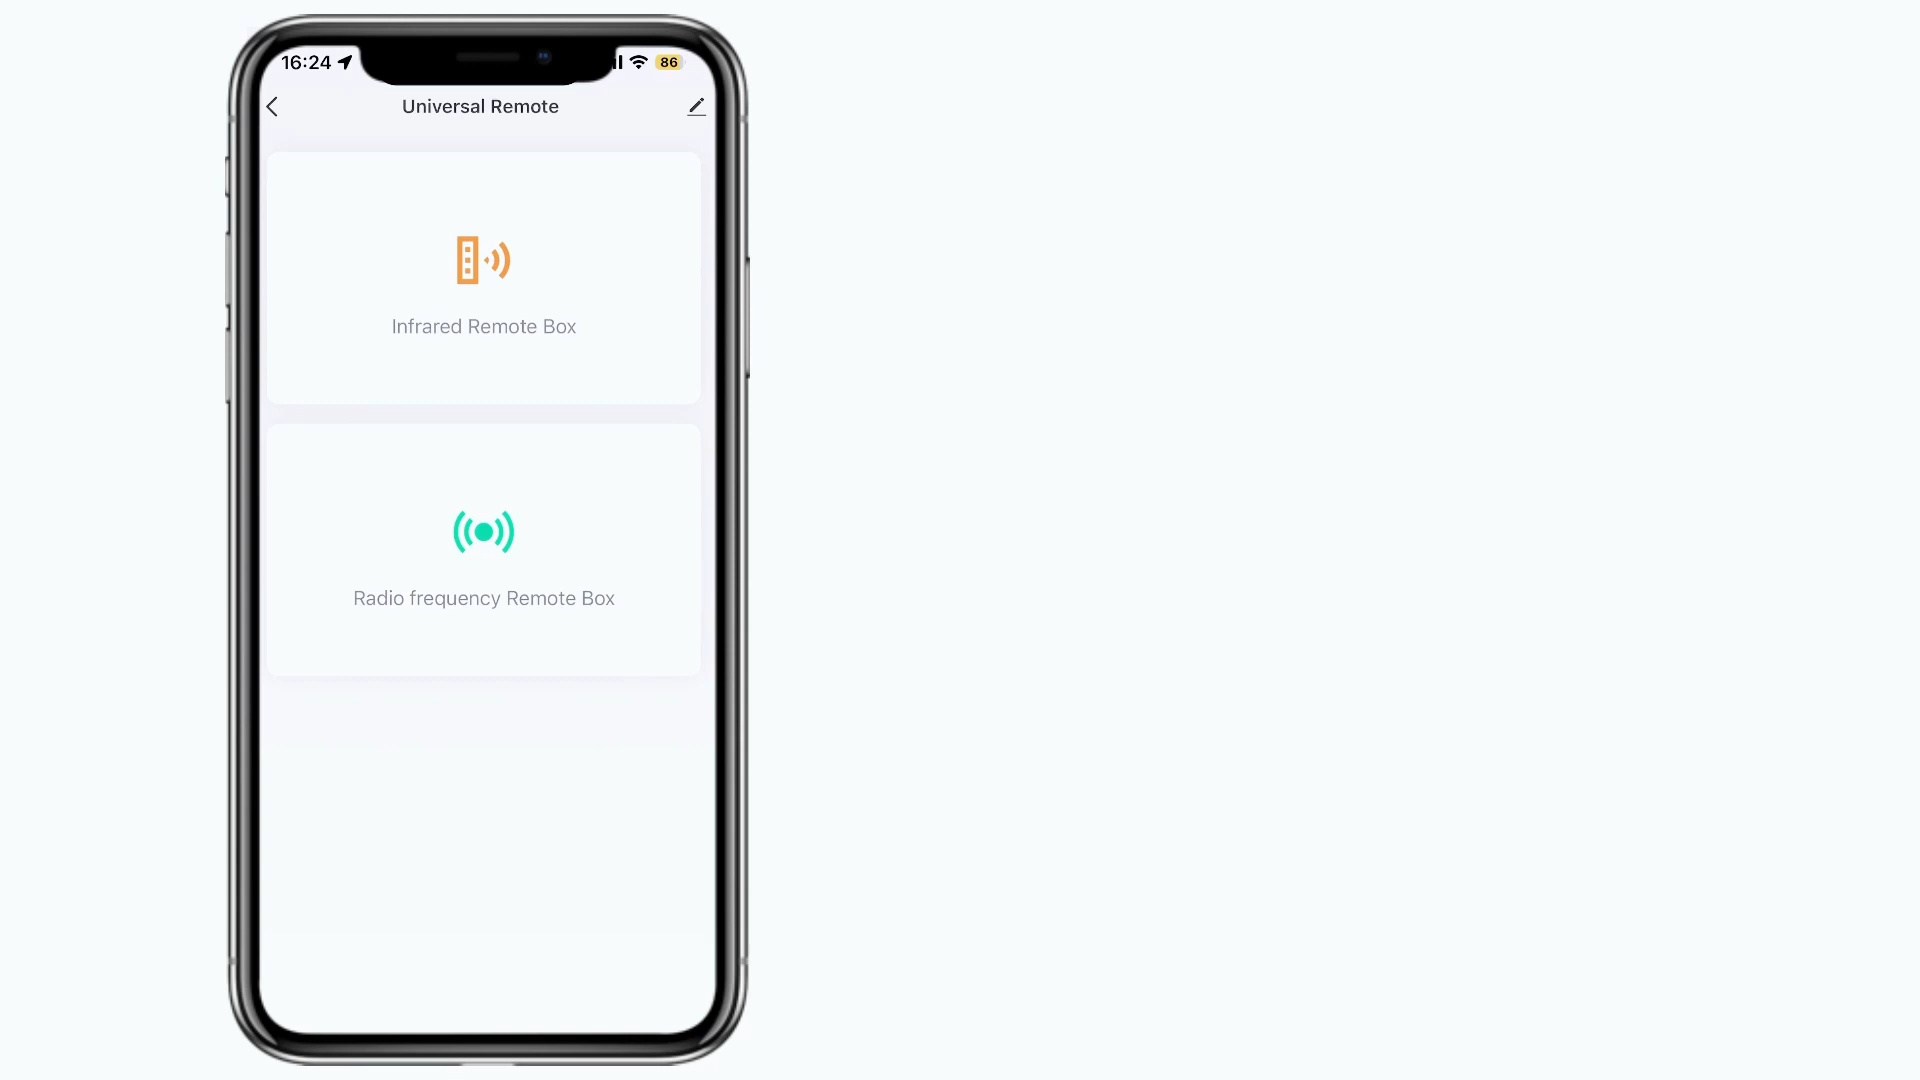 16:24
86
Universal Remote
Infrared Remote Box
Radio frequency Remote Box